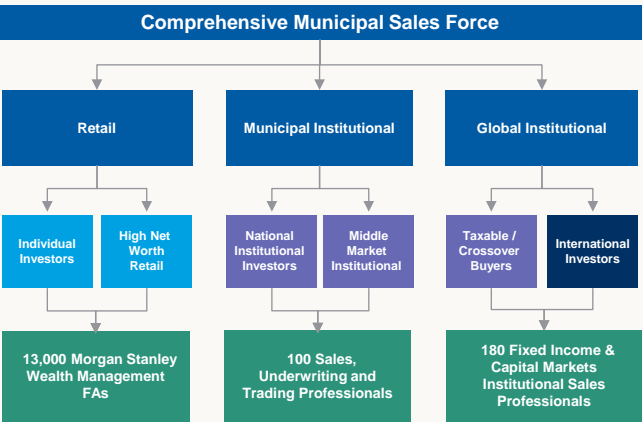 Comprehensive Municipal Sales Force
Retail
Municipal Institutional
Global Institutional
Individual
Investors
High Net
Worth
Retail
National
Institutional
Investors
Middle
Market
Institutional
Taxable /
Crossover
Buyers
International
Investors
13,000 Morgan Stanley
Wealth Management
FAs
100 Sales,
Underwriting and
Trading Professionals
180 Fixed Income &
Capital Markets
Institutional Sales
Professionals